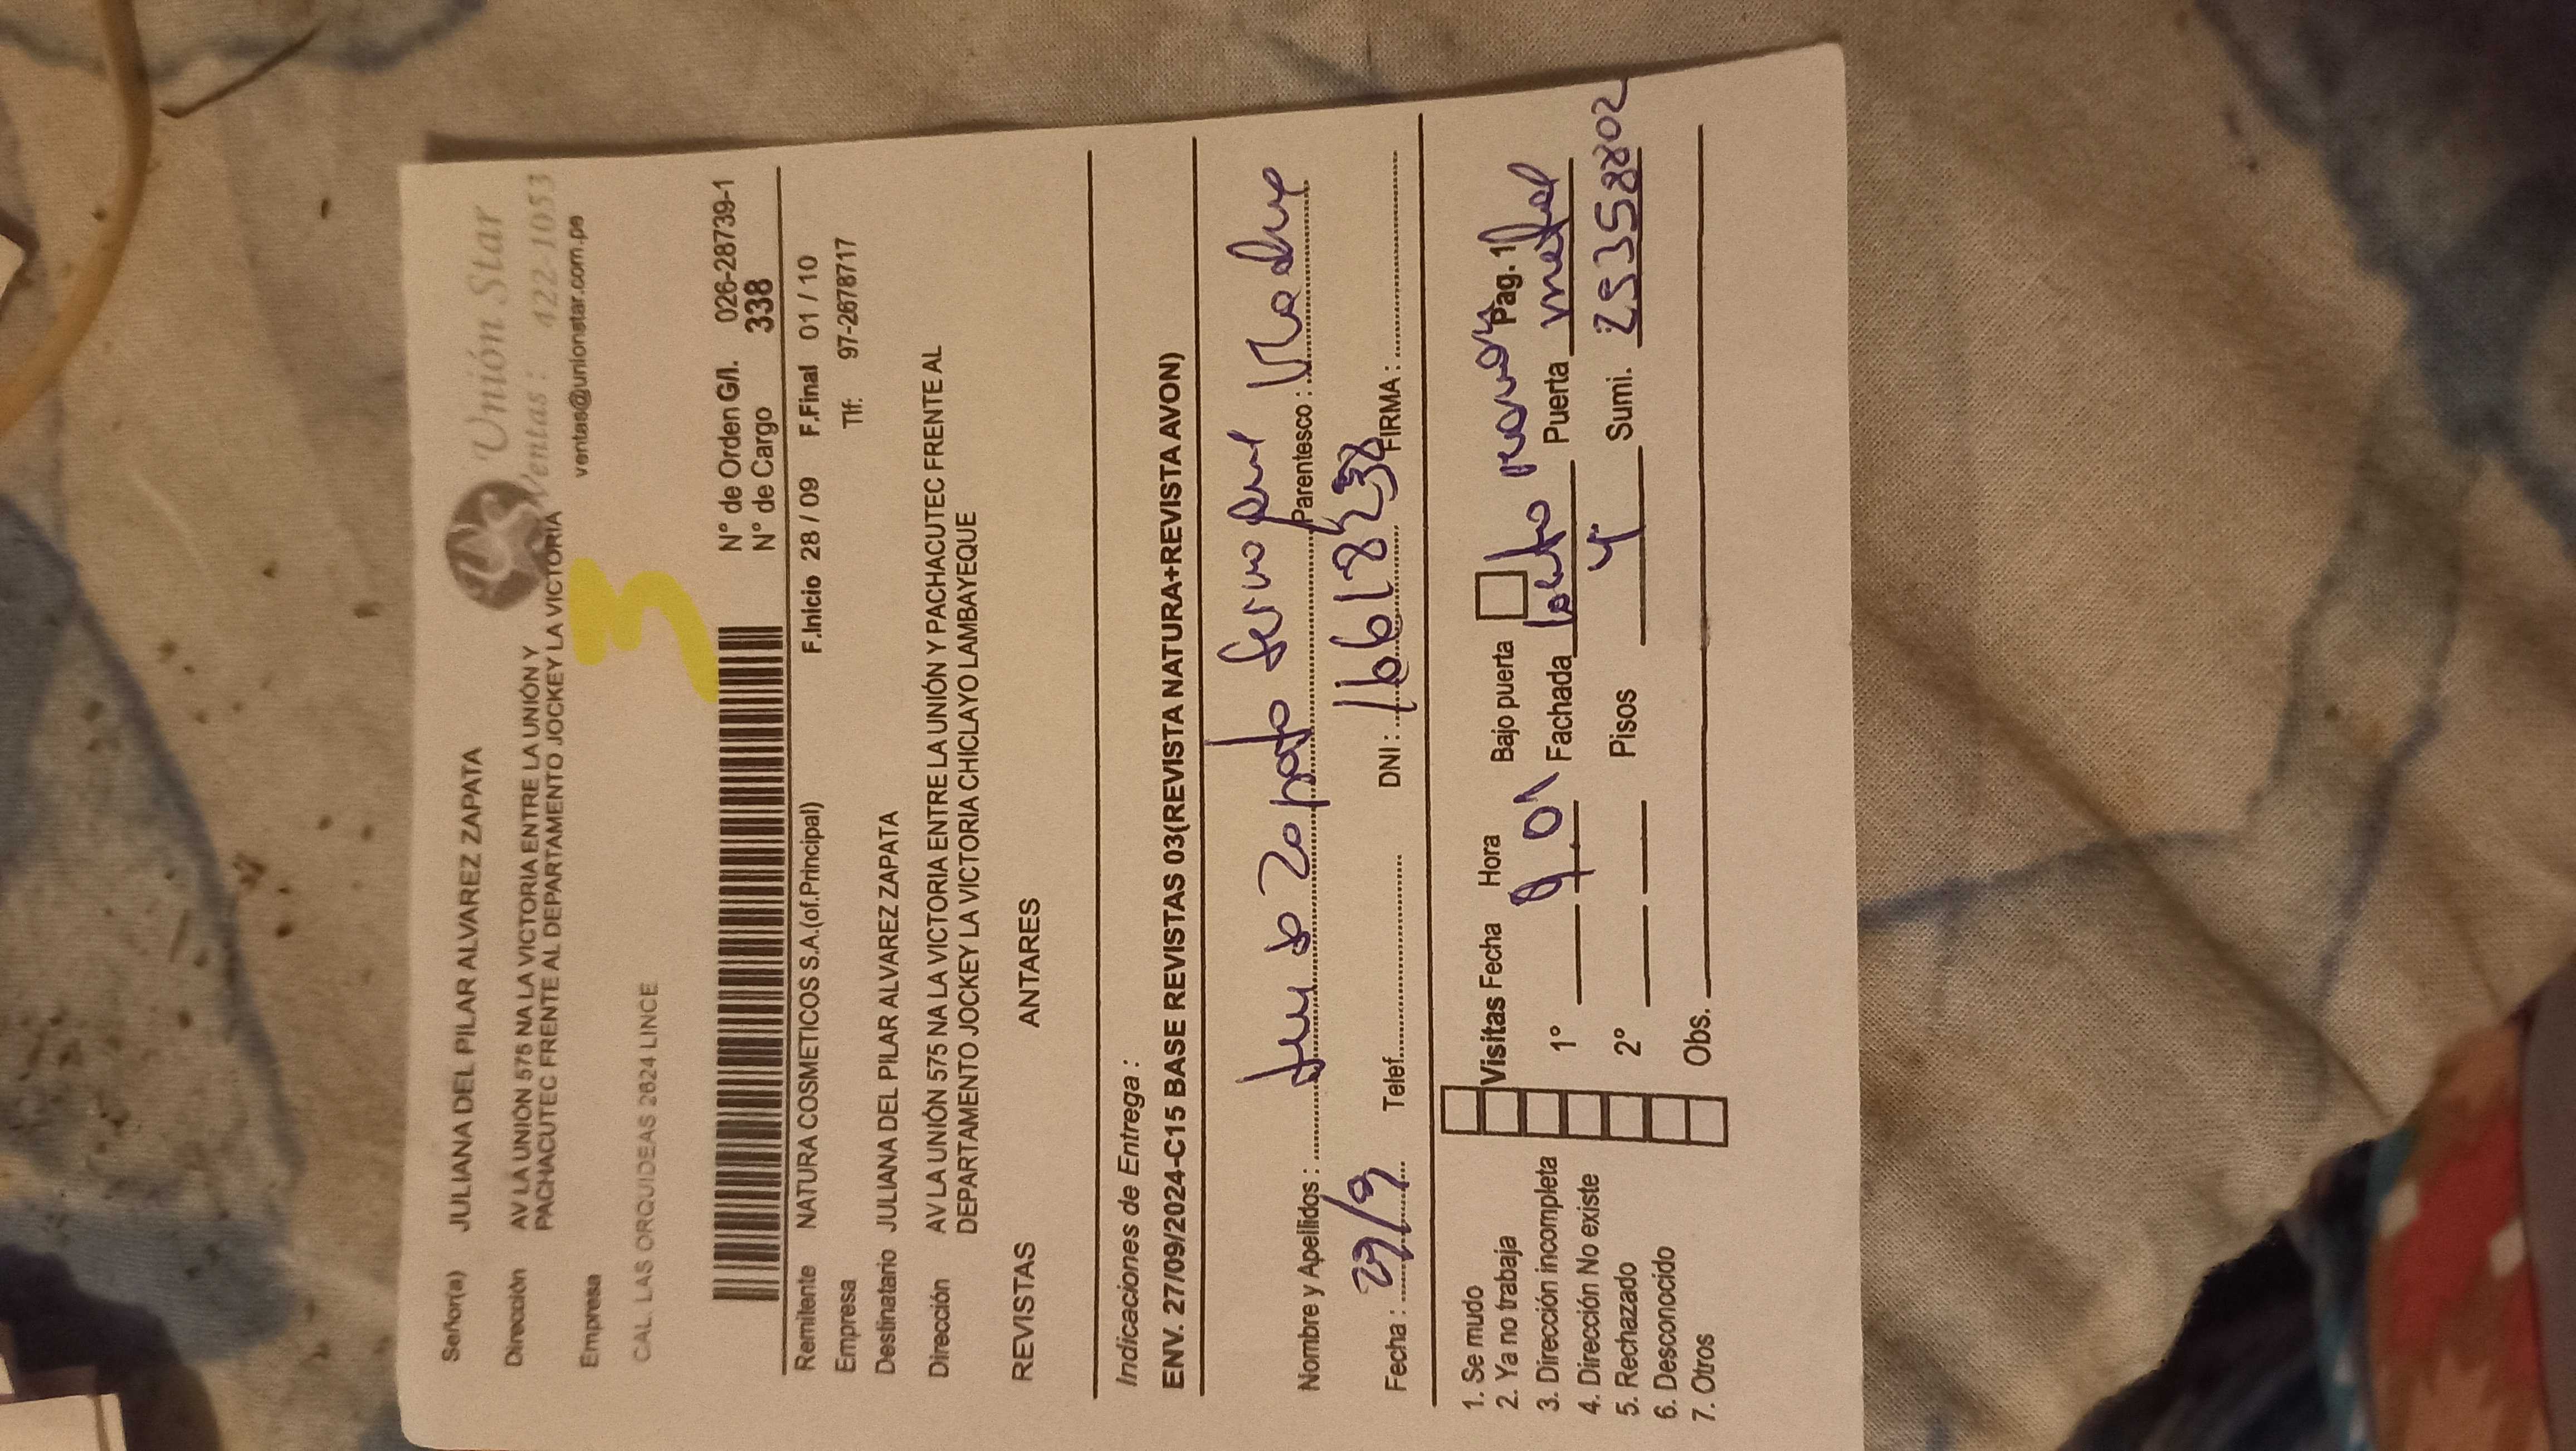 Señor(a) JULIANA DEL PILAR ALVAREZ ZAPATA
Unión Star
Dirección AV LA UNIÓN 575 NA LA VICTORIA ENTRE LA UNIÓN Y
Ventas : 422-1053
PACHACUTEC FRENTE AL DEPARTAMENTO JOCKEY LA VICTORIA
ventas@unionstar.com.pe
Empresa
3
CAL. LAS ORQUIDEAS 2624 LINCE
N° de Orden G/I. 026-28739-1
N° de Cargo 338
Remitente NATURA COSMETICOS S.A.(of.Principal) F.Inicio 28 / 09 F.Final 01 / 10
Empresa Tlf: 97-2678717
Destinatario JULIANA DEL PILAR ALVAREZ ZAPATA
Dirección AV LA UNIÓN 575 NA LA VICTORIA ENTRE LA UNIÓN Y PACHACUTEC FRENTE AL
DEPARTAMENTO JOCKEY LA VICTORIA CHICLAYO LAMBAYEQUE
REVISTAS ANTARES
Indicaciones de Entrega :
ENV. 27/09/2024-C15 BASE REVISTAS 03(REVISTA NATURA+REVISTA AVON)
Nombre y Apellidos : Zapata Parentesco : Madre
Fecha : 29/9 Telef. DNI : FIRMA :
1. Se mudo
2. Ya no trabaja Visitas Fecha Hora Bajo puerta Pag. 1
3. Dirección incompleta 1° Fachada Puerta metal
4. Dirección No existe
5. Rechazado 2° Pisos 4 Sumi. 25358802
6. Desconocido
7. Otros Obs.